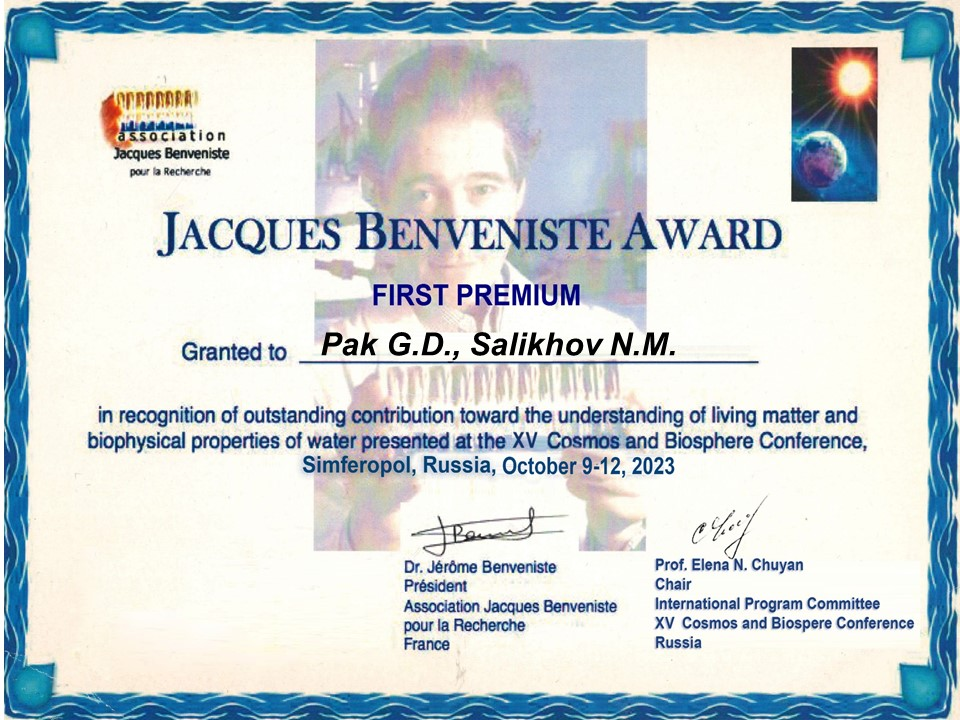 association
Jacques Benveniste
pour la Recherche
JACQUES BENVENISTE AWARD
FIRST PREMIUM
Granted to Pak G.D., Salikhov N.M.
in recognition of outstanding contribution toward the understanding of living matter and
biophysical properties of water presented at the XV Cosmos and Biosphere Conference,
Simferopol, Russia, October 9-12, 2023
Dr. Jérôme Benveniste
Président
Association Jacques Benveniste
pour la Recherche
France
Prof. Elena N. Chuyan
Chair
International Program Committee
XV Cosmos and Biospere Conference
Russia